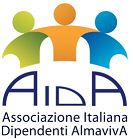 AIDA
Associazione Italiana
Dipendenti AlmavivA